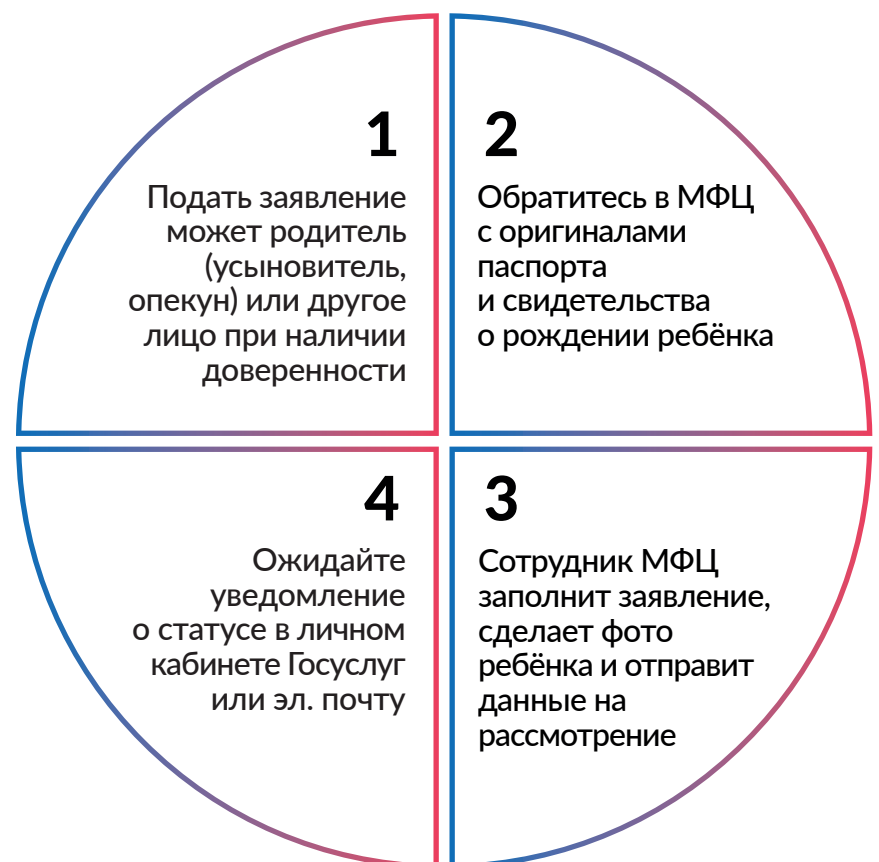 1
Подать заявление
может родитель
(усыновитель,
опекун) или другое
лицо при наличии
доверенности
2
Обратитесь в МФЦ
с оригиналами
паспорта
и свидетельства
о рождении ребёнка
3
Сотрудник МФЦ
заполнит заявление,
сделает фото
ребёнка и отправит
данные на
рассмотрение
4
Ожидайте
уведомление
о статусе в личном
кабинете Госуслуг
или эл. почту